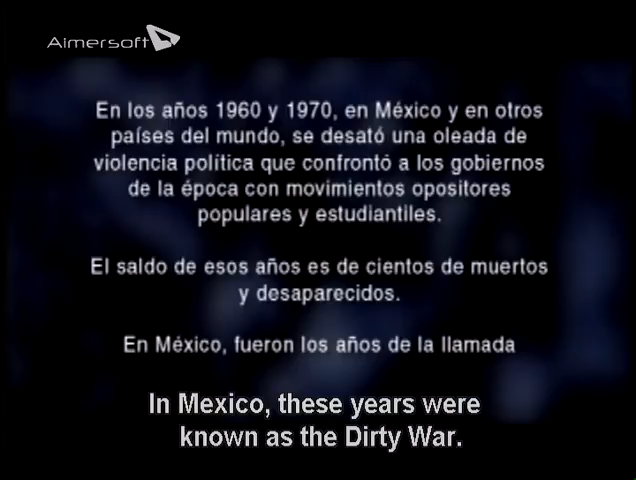 Aimersoft
En los años 1960 y 1970, en México y en otros
países del mundo, se desató una oleada de
violencia política que confrontó a los gobiernos
de la época con movimientos opositores
populares y estudiantiles.
El saldo de esos años es de cientos de muertos
y desaparecidos.
En México, fueron los años de la llamada
In Mexico, these years were
known as the Dirty War.